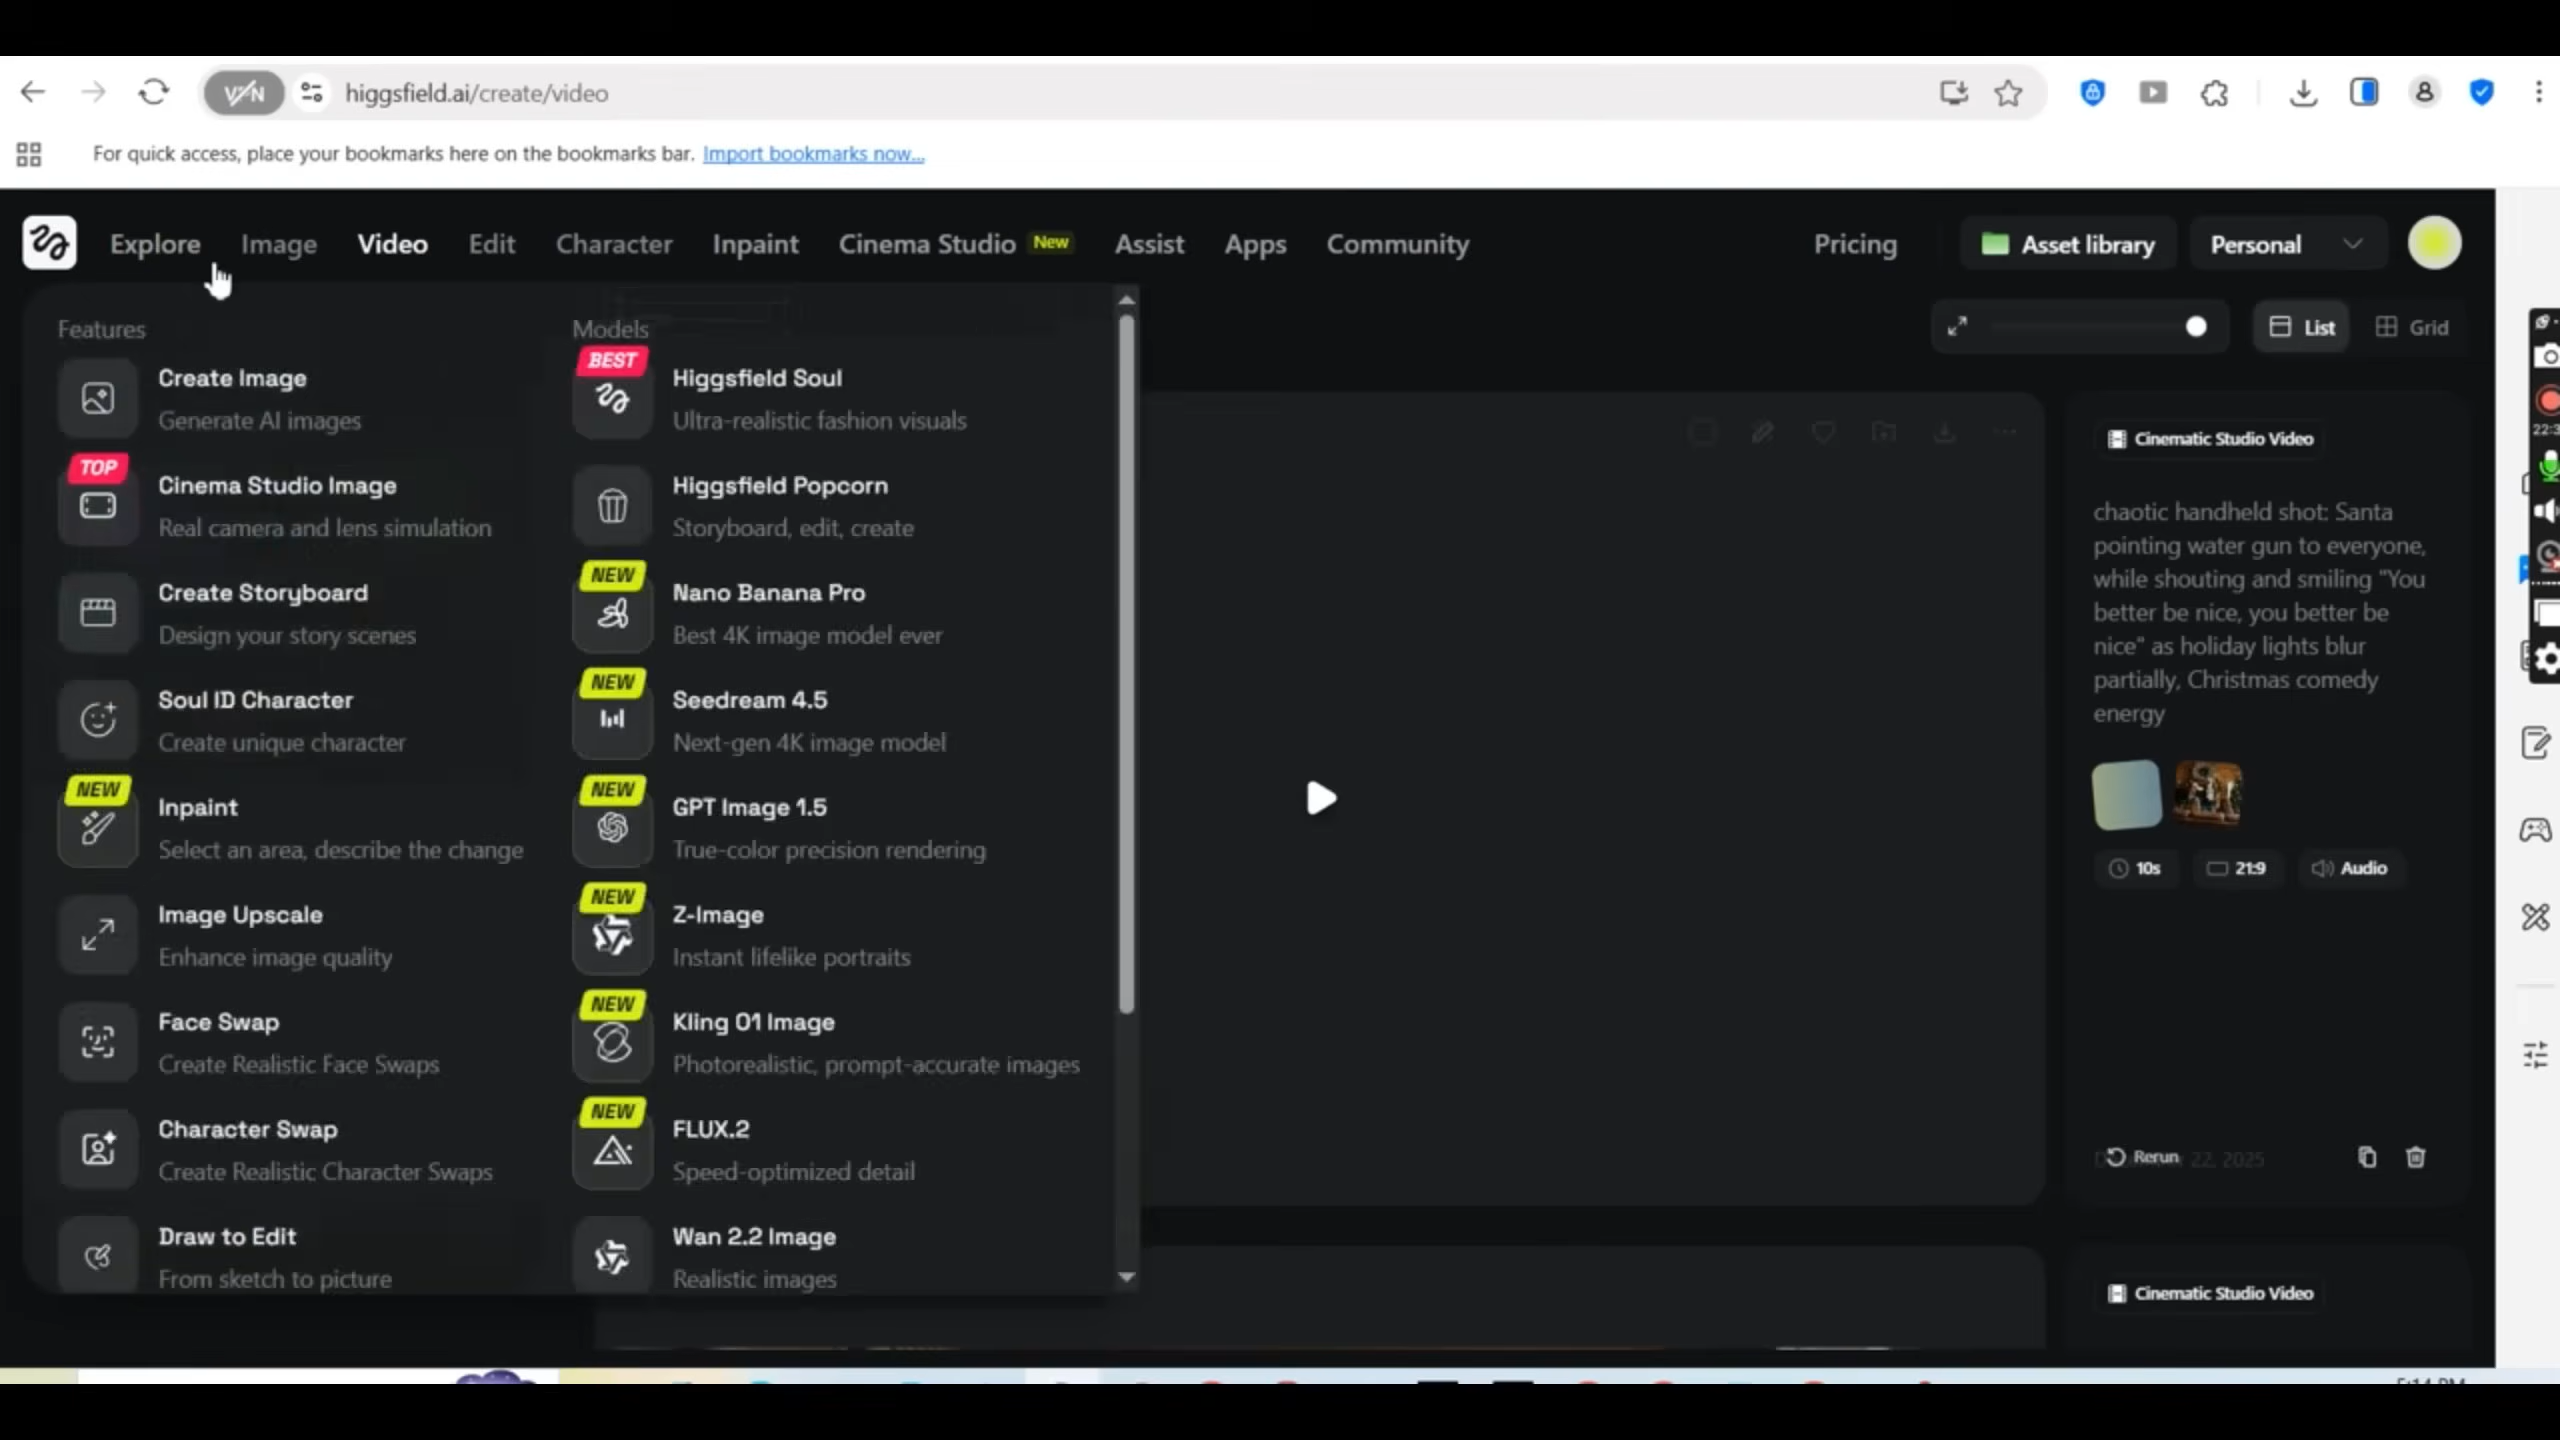 VPN
higgsfield.ai/create/video
For quick access, place your bookmarks here on the bookmarks bar. Import bookmarks now...
Explore Image Video Edit Character Inpaint Cinema Studio New Assist Apps Community Pricing Asset library Personal
List Grid
Features
Create Image
Generate AI images
TOP
Cinema Studio Image
Real camera and lens simulation
Create Storyboard
Design your story scenes
Soul ID Character
Create unique character
NEW
Inpaint
Select an area, describe the change
Image Upscale
Enhance image quality
Face Swap
Create Realistic Face Swaps
Character Swap
Create Realistic Character Swaps
Draw to Edit
From sketch to picture
Models
BEST
Higgsfield Soul
Ultra-realistic fashion visuals
Higgsfield Popcorn
Storyboard, edit, create
NEW
Nano Banana Pro
Best 4K image model ever
NEW
Seedream 4.5
Next-gen 4K image model
NEW
GPT Image 1.5
True-color precision rendering
NEW
Z-Image
Instant lifelike portraits
NEW
Kling O1 Image
Photorealistic, prompt-accurate images
NEW
FLUX.2
Speed-optimized detail
Wan 2.2 Image
Realistic images
Cinematic Studio Video
chaotic handheld shot: Santa
pointing water gun to everyone,
while shouting and smiling "You
better be nice, you better be
nice" as holiday lights blur
partially, Christmas comedy
energy
10s 21:9 Audio
Rerun 22, 2025
Cinematic Studio Video
22:3
5:14 PM